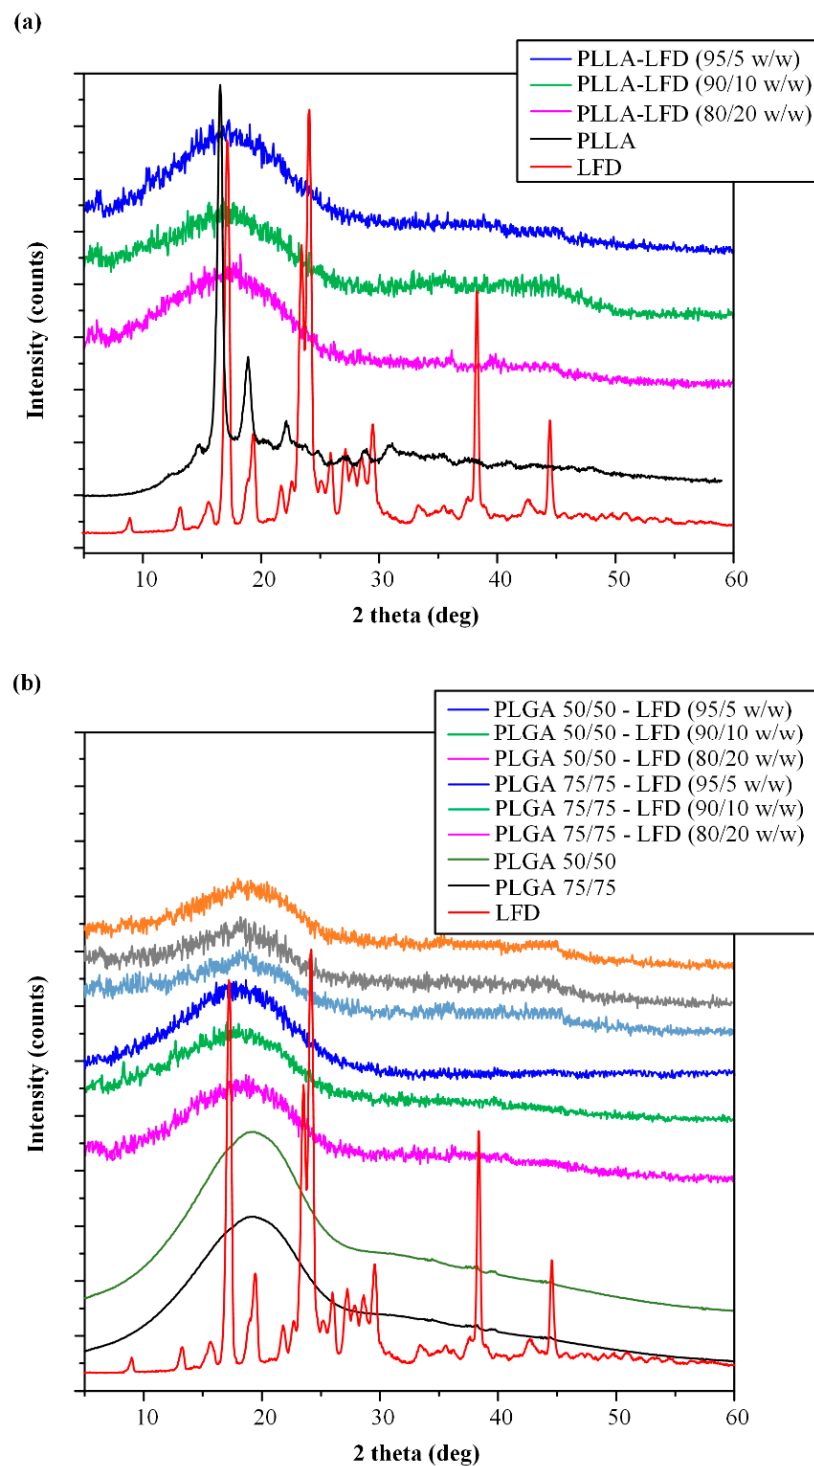 (a)
PLLA-LFD (95/5 w/w)
PLLA-LFD (90/10 w/w)
PLLA-LFD (80/20 w/w)
PLLA
LFD
Intensity (counts)
10 20 30 40 50 60
2 theta (deg)
(b)
PLGA 50/50 - LFD (95/5 w/w)
PLGA 50/50 - LFD (90/10 w/w)
PLGA 50/50 - LFD (80/20 w/w)
PLGA 75/75 - LFD (95/5 w/w)
PLGA 75/75 - LFD (90/10 w/w)
PLGA 75/75 - LFD (80/20 w/w)
PLGA 50/50
PLGA 75/75
LFD
Intensity (counts)
10 20 30 40 50 60
2 theta (deg)